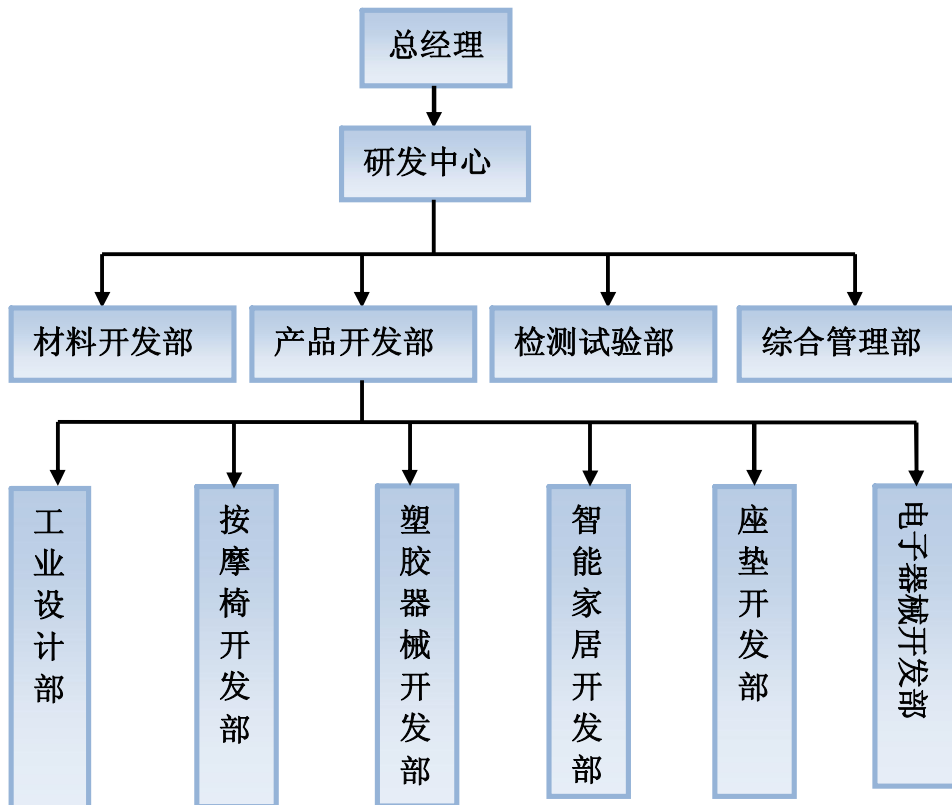 总经理
研发中心
材料开发部
产品开发部
检测试验部
综合管理部
工业设计部
按摩椅开发部
塑胶器械开发部
智能家居开发部
座垫开发部
电子器械开发部